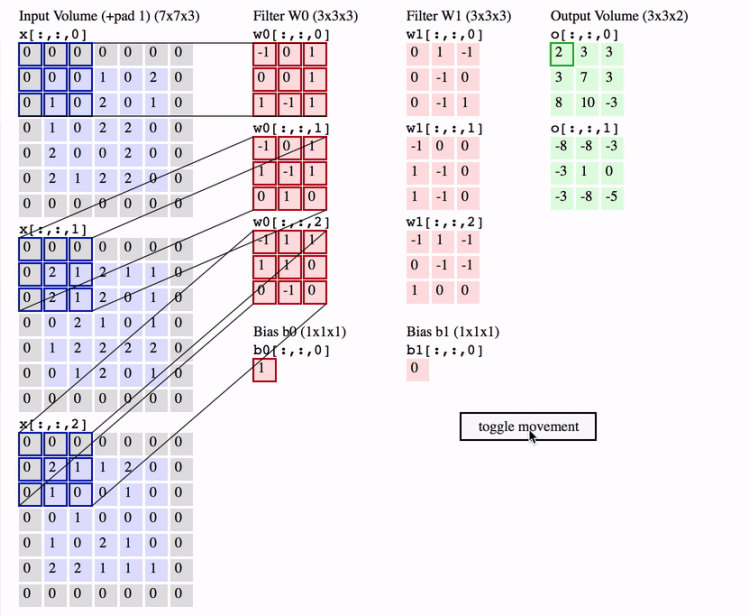 Input Volume (+pad 1) (7x7x3)
x[:,:,0]
0 0 0 0 0 0 0
0 0 0 1 0 2 0
0 1 0 2 0 1 0
0 1 0 2 2 0 0
0 2 0 0 2 0 0
0 2 1 2 2 0 0
0 0 0 0 0 0 0
x[:,:,1]
0 0 0 0 0 0 0
0 2 1 2 1 1 0
0 2 1 2 0 1 0
0 0 2 1 0 1 0
0 1 2 2 2 2 0
0 0 1 2 0 1 0
0 0 0 0 0 0 0
x[:,:,2]
0 0 0 0 0 0 0
0 2 1 1 2 0 0
0 1 0 0 1 0 0
0 0 1 0 0 0 0
0 1 0 2 1 0 0
0 2 2 1 1 1 0
0 0 0 0 0 0 0
Filter W0 (3x3x3)
w0[:,:,0]
-1 0 1
0 0 1
1 -1 1
w0[:,:,1]
-1 0 1
1 -1 1
0 1 0
w0[:,:,2]
-1 1 1
1 1 0
0 -1 0
Bias b0 (1x1x1)
b0[:,:,0]
1
Filter W1 (3x3x3)
w1[:,:,0]
0 1 -1
0 -1 0
0 -1 1
w1[:,:,1]
-1 0 0
1 -1 0
1 -1 0
w1[:,:,2]
-1 1 -1
0 -1 -1
1 0 0
Bias b1 (1x1x1)
b1[:,:,0]
0
Output Volume (3x3x2)
o[:,:,0]
2 3 3
3 7 3
8 10 -3
o[:,:,1]
-8 -8 -3
-3 1 0
-3 -8 -5
toggle movement